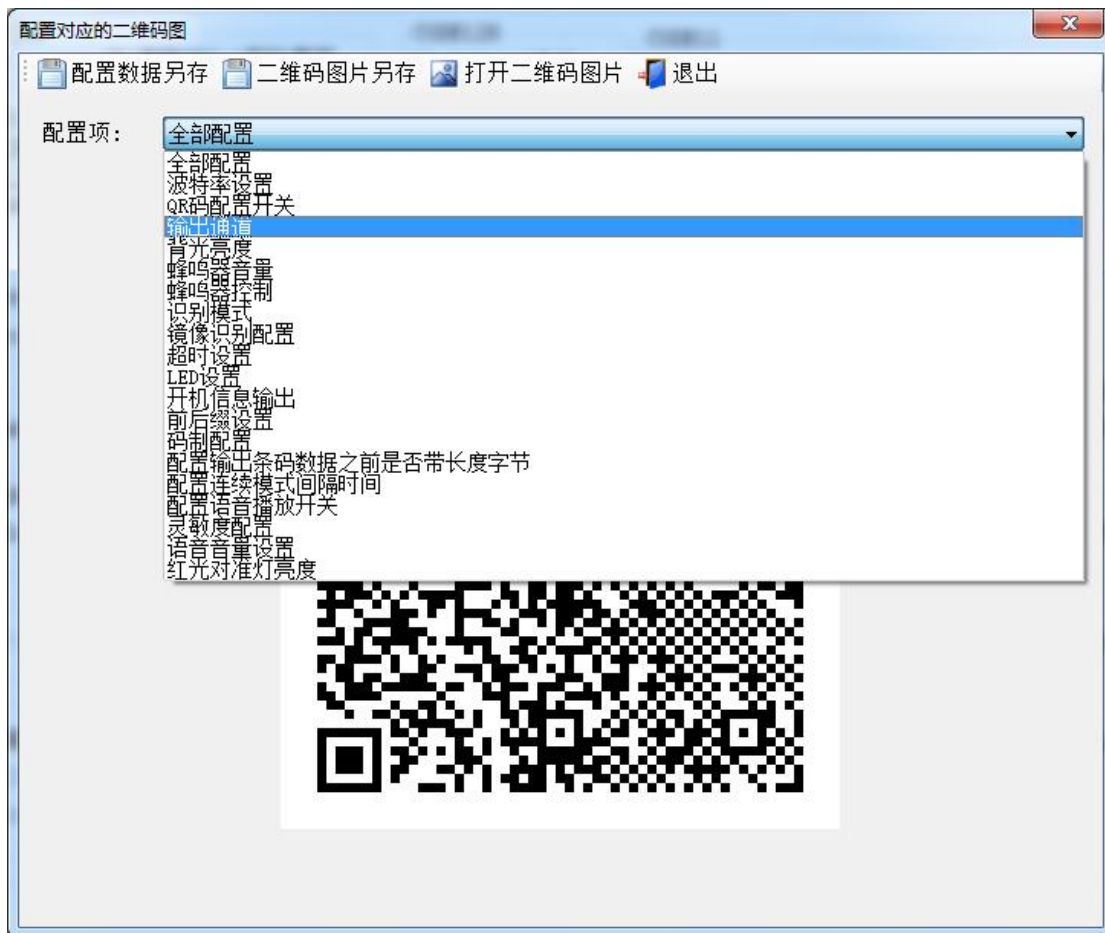 配置对应的二维码图
配置数据另存 二维码图片另存 打开二维码图片 退出
配置项: 全部配置
全部配置
波特率设置
QR码配置开关
输出通道
背光亮度
蜂鸣器音量
蜂鸣器控制
识别模式
镜像识别配置
超时设置
LED设置
开机信息输出
前后缀设置
码制配置
配置输出条码数据之前是否带长度字节
配置连续模式间隔时间
配置语音播放开关
灵敏度配置
语音音量设置
红光对准灯亮度